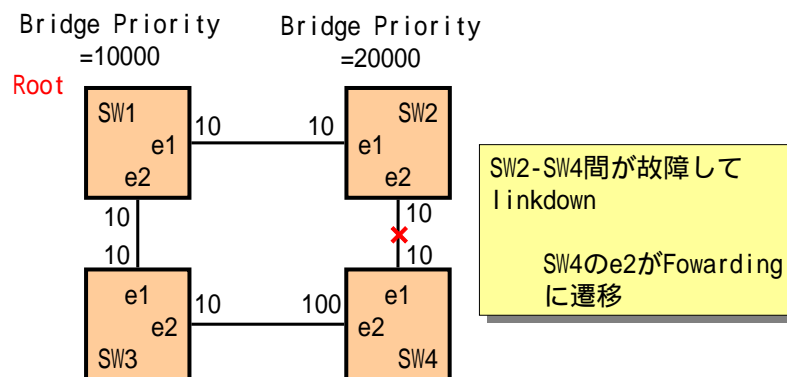 Bridge Priority
=10000
Bridge Priority
=20000
Root
SW1
10
10
SW2
e1
e1
e2
e2
10
10
10
10
e1
10
100
e1
e2
e2
SW3
SW4
SW2-SW4間が故障して
linkdown
SW4のe2がFowarding
に遷移